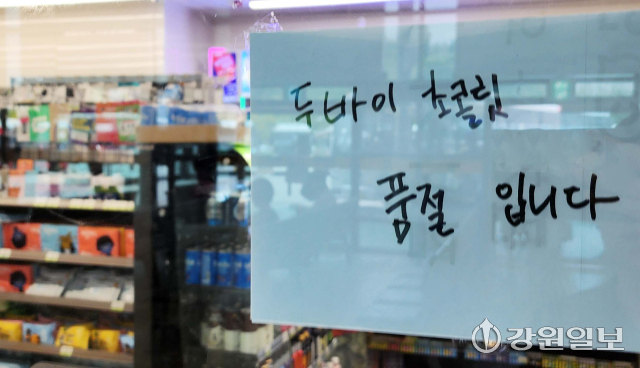 두바이 초콜릿
품절 입니다
강원일보